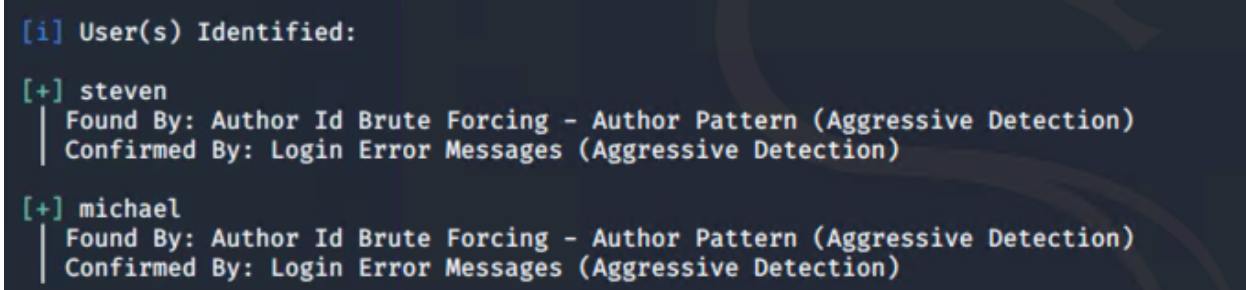 [i] User(s) Identified:
[+] steven
Found By: Author Id Brute Forcing - Author Pattern (Aggressive Detection)
Confirmed By: Login Error Messages (Aggressive Detection)
[+] michael
Found By: Author Id Brute Forcing - Author Pattern (Aggressive Detection)
Confirmed By: Login Error Messages (Aggressive Detection)